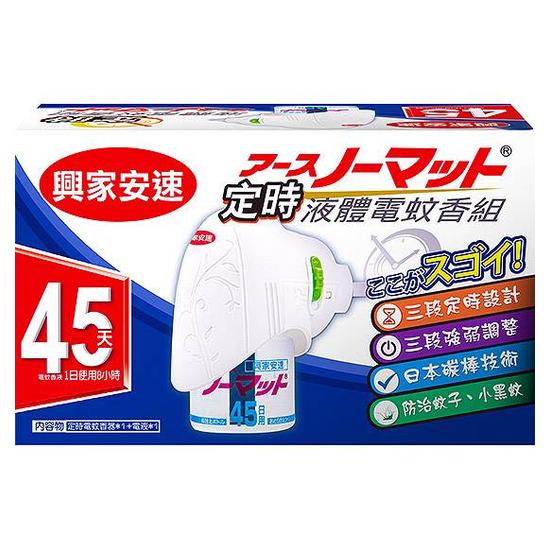 45
興家安速
アースノーマット®
定時 液體電蚊香組
興家安速
ここがスゴイ!
三段定時設計
三段強弱調整
日本碳棒技術
防治蚊子、小黑蚊
45天
電蚊香液 1日使用8小時
興家安速
ノーマット
45日用
內容物 定時電蚊香器*1+電液*1